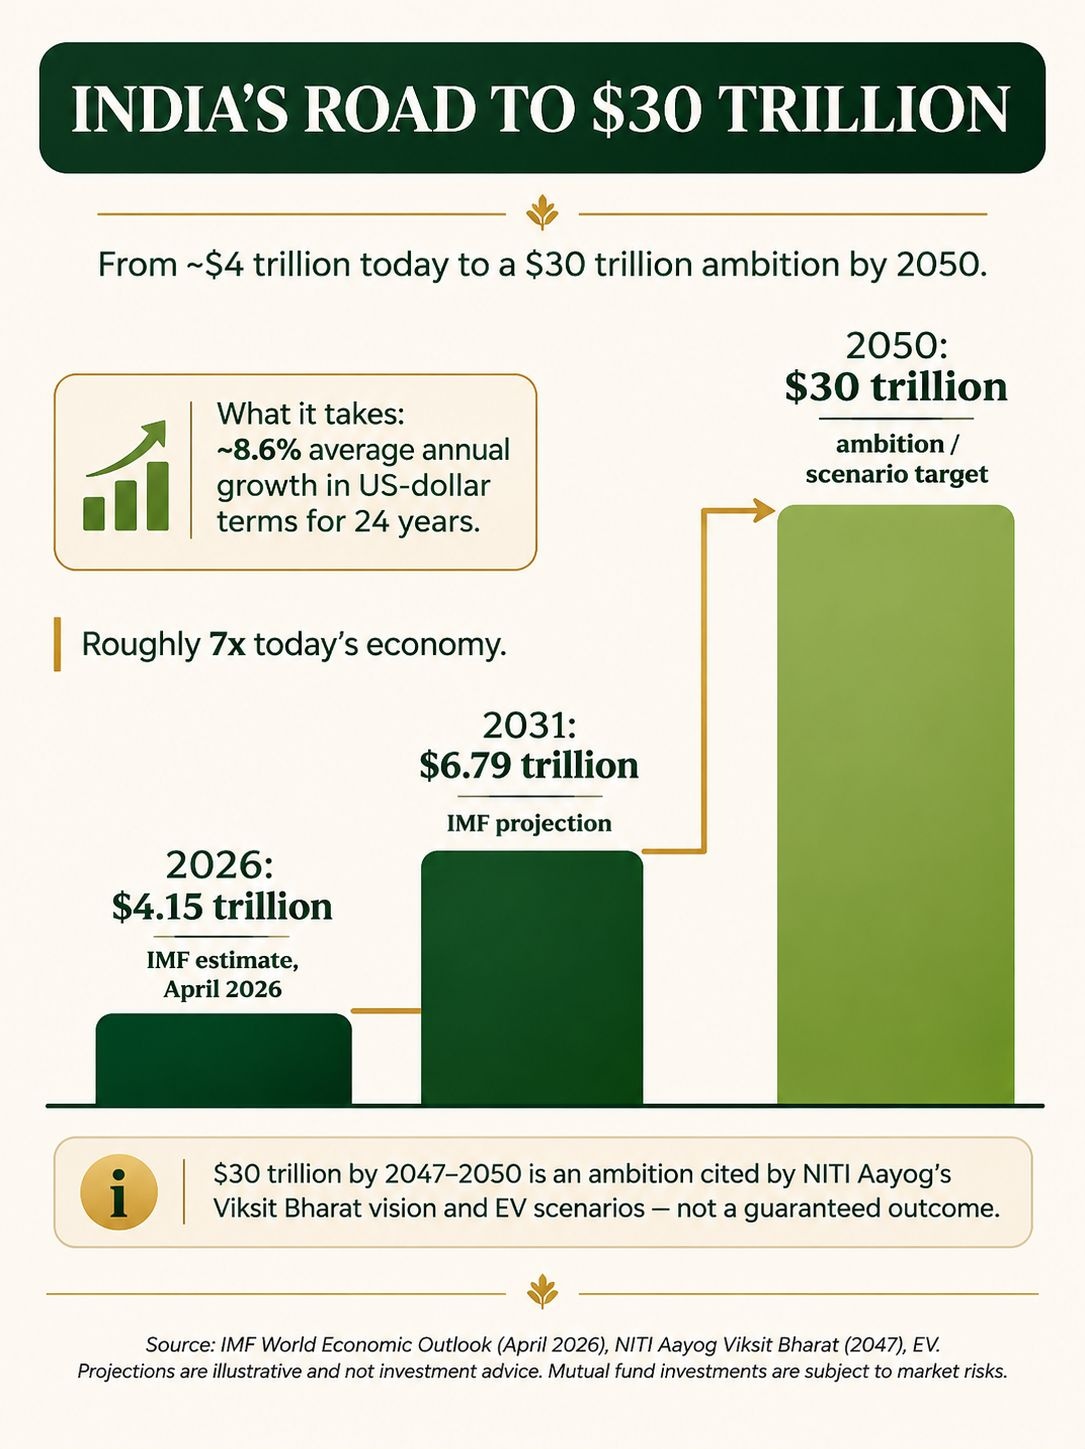 INDIA’S ROAD TO $30 TRILLION
From ~$4 trillion today to a $30 trillion ambition by 2050.
2050:
$30 trillion
ambition /
scenario target
What it takes:
~8.6% average annual
growth in US-dollar
terms for 24 years.
Roughly 7x today’s economy.
2031:
$6.79 trillion
IMF projection
2026:
$4.15 trillion
IMF estimate,
April 2026
i
$30 trillion by 2047–2050 is an ambition cited by NITI Aayog’s
Viksit Bharat vision and EV scenarios — not a guaranteed outcome.
Source: IMF World Economic Outlook (April 2026), NITI Aayog Viksit Bharat (2047), EV.
Projections are illustrative and not investment advice. Mutual fund investments are subject to market risks.